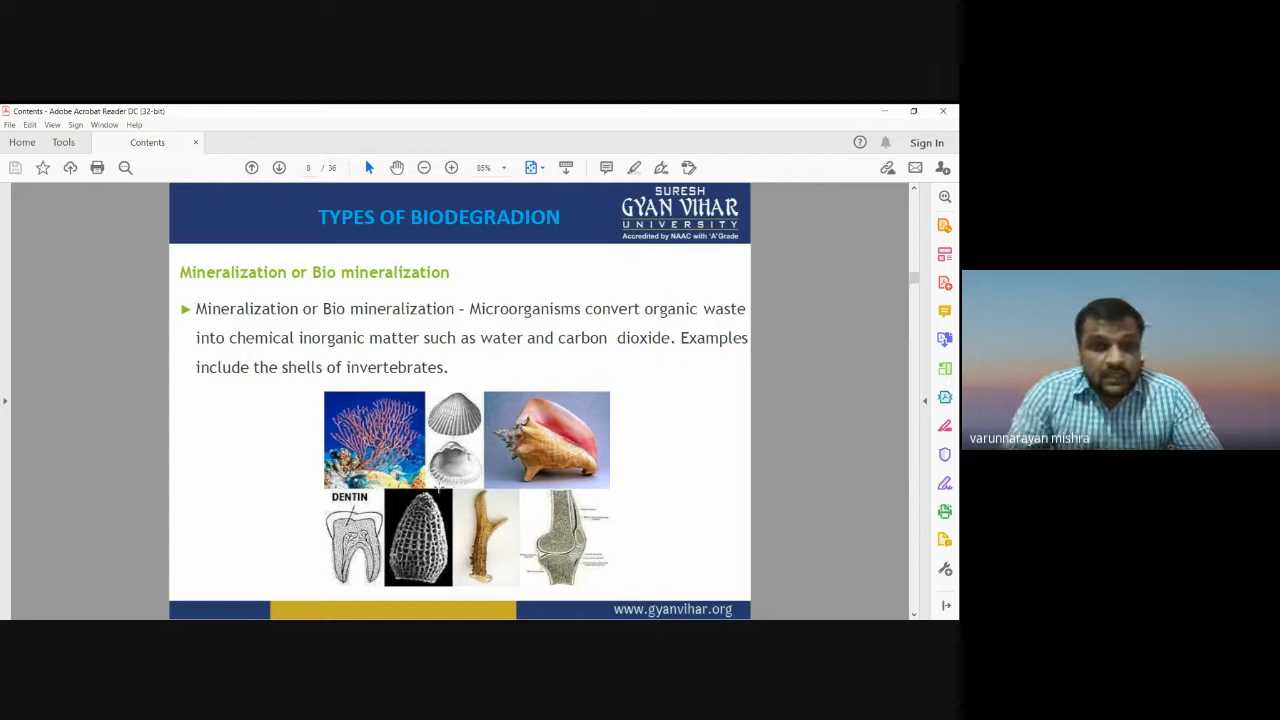 Contents - Adobe Acrobat Reader DC (32-bit)
File Edit View Sign Window Help
Home Tools Contents × Sign In
8 / 36 85%
TYPES OF BIODEGRADION
SURESH
GYAN VIHAR
UNIVERSITY
Accredited by NAAC with 'A' Grade
Mineralization or Bio mineralization
Mineralization or Bio mineralization – Microorganisms convert organic waste
into chemical inorganic matter such as water and carbon dioxide. Examples
include the shells of invertebrates.
DENTIN
www.gyanvihar.org
varunnarayan mishra